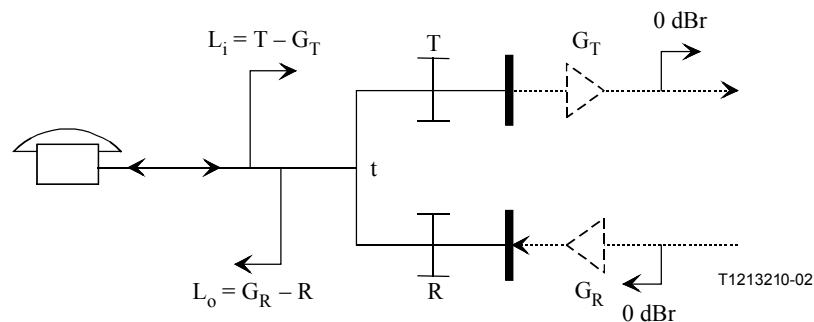 0 dBr
L_i = T – G_T
T
G_T
t
L_o = G_R – R
R
G_R
0 dBr
T1213210-02